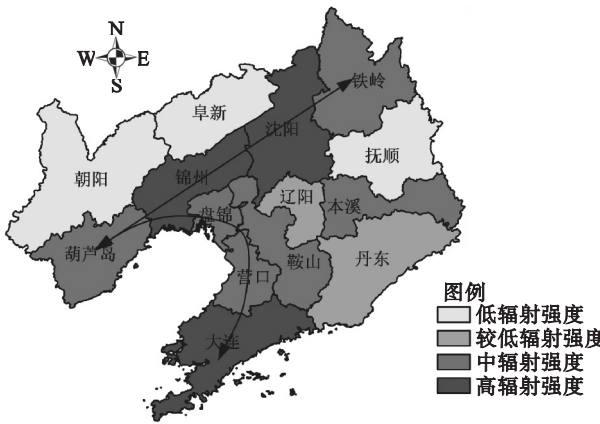 N
W E
S
铁岭
阜新
沈阳
抚顺
朝阳
锦州
辽阳
本溪
盘锦
葫芦岛
鞍山
丹东
营口
大连
图例
低辐射强度
较低辐射强度
中辐射强度
高辐射强度